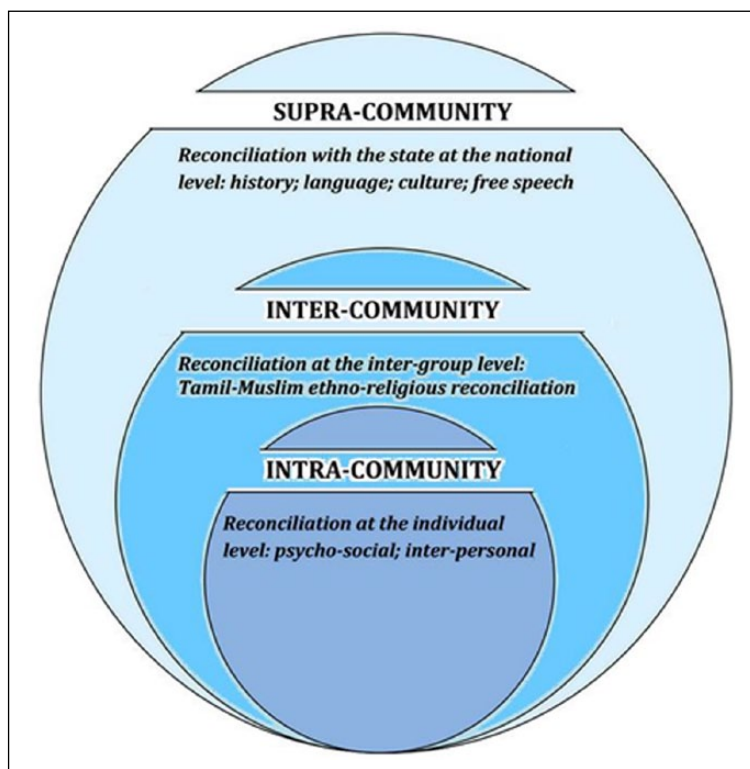 SUPRA-COMMUNITY
Reconciliation with the state at the national
level: history; language; culture; free speech
INTER-COMMUNITY
Reconciliation at the inter-group level:
Tamil-Muslim ethno-religious reconciliation
INTRA-COMMUNITY
Reconciliation at the individual
level: psycho-social; inter-personal